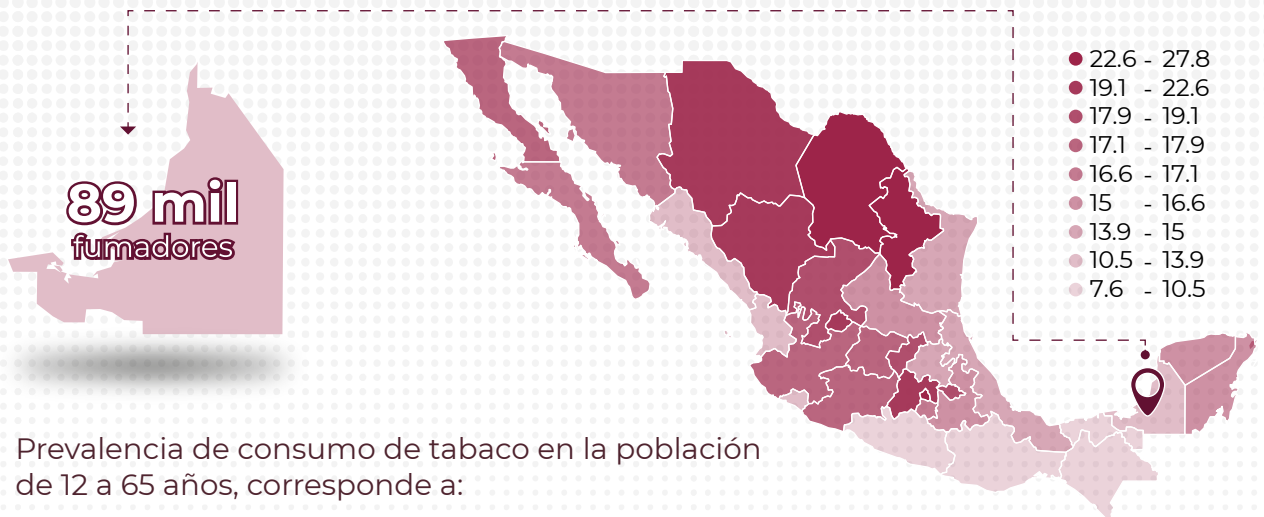 89 mil
fumadores
22.6 - 27.8
19.1 - 22.6
17.9 - 19.1
17.1 - 17.9
16.6 - 17.1
15 - 16.6
13.9 - 15
10.5 - 13.9
7.6 - 10.5
Prevalencia de consumo de tabaco en la población
de 12 a 65 años, corresponde a: